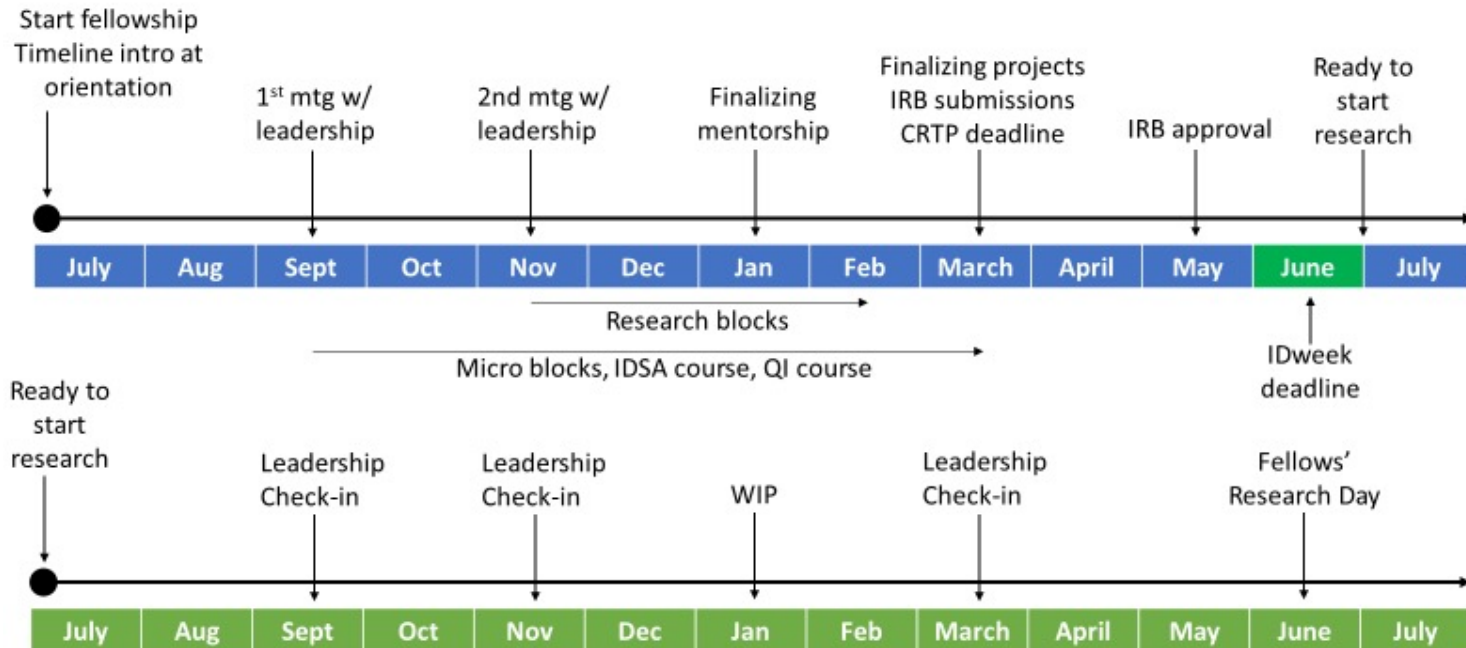 Start fellowship
Timeline intro at
orientation
1st mtg w/
leadership
2nd mtg w/
leadership
Finalizing
mentorship
Finalizing projects
IRB submissions
CRTP deadline
IRB approval
Ready to
start
research
July Aug Sept Oct Nov Dec Jan Feb March April May June July
Research blocks
Micro blocks, IDSA course, QI course
IDweek
deadline
Ready to
start
research
Leadership
Check-in
Leadership
Check-in
WIP
Leadership
Check-in
Fellows’
Research Day
July Aug Sept Oct Nov Dec Jan Feb March April May June July